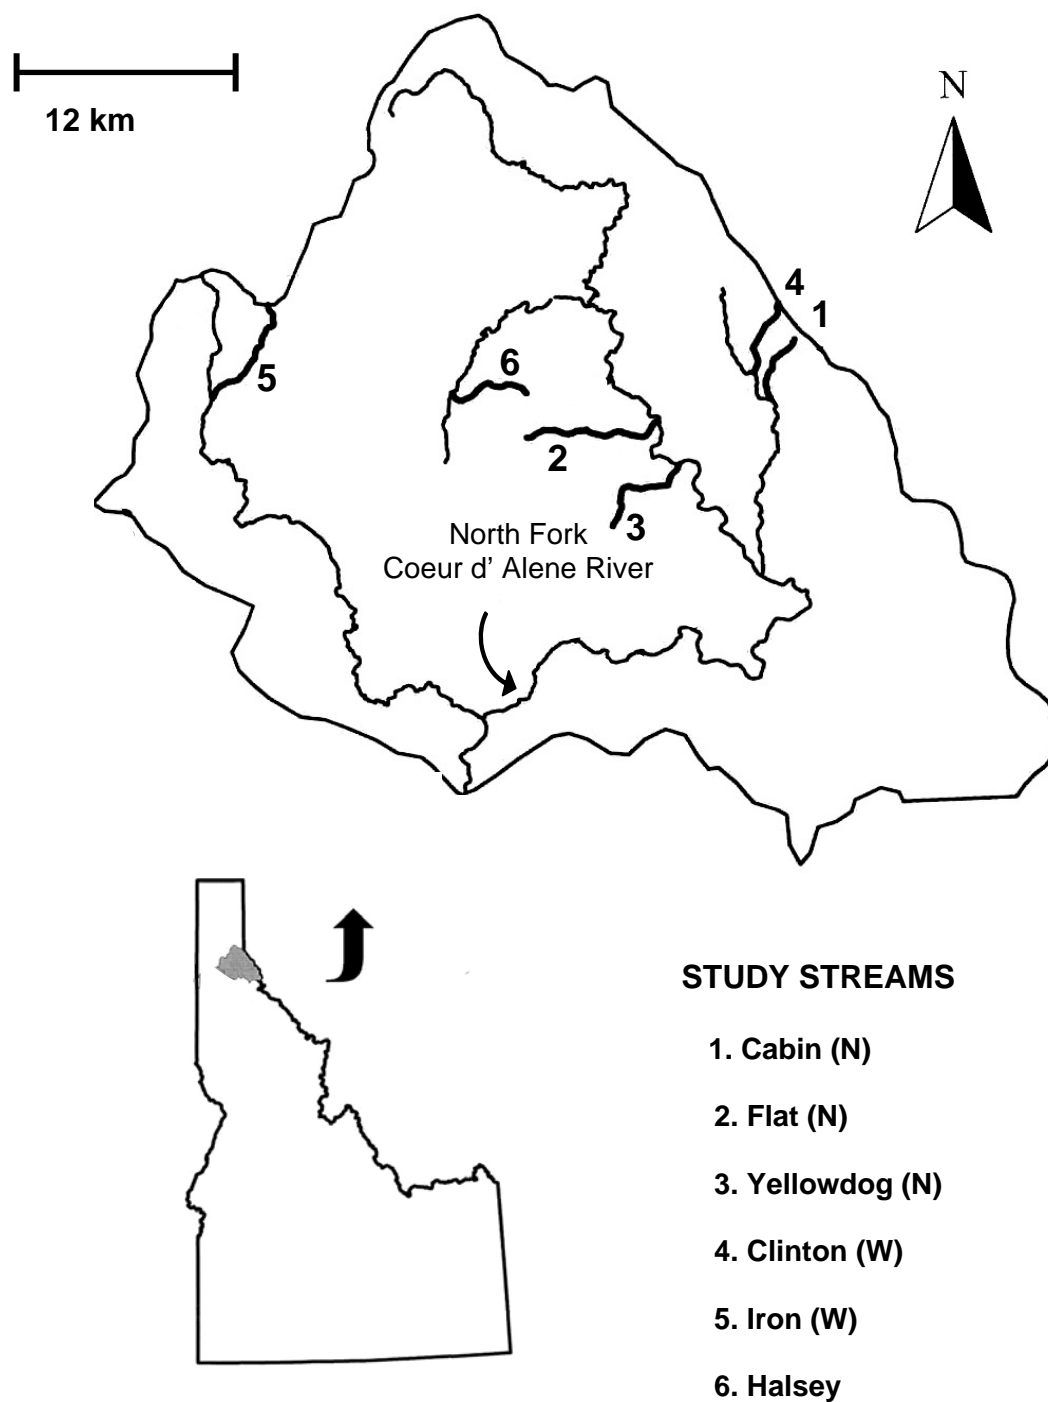 12 km
N
4
1
6
5
2
3
North Fork
Coeur d’ Alene River
STUDY STREAMS
1. Cabin (N)
2. Flat (N)
3. Yellowdog (N)
4. Clinton (W)
5. Iron (W)
6. Halsey